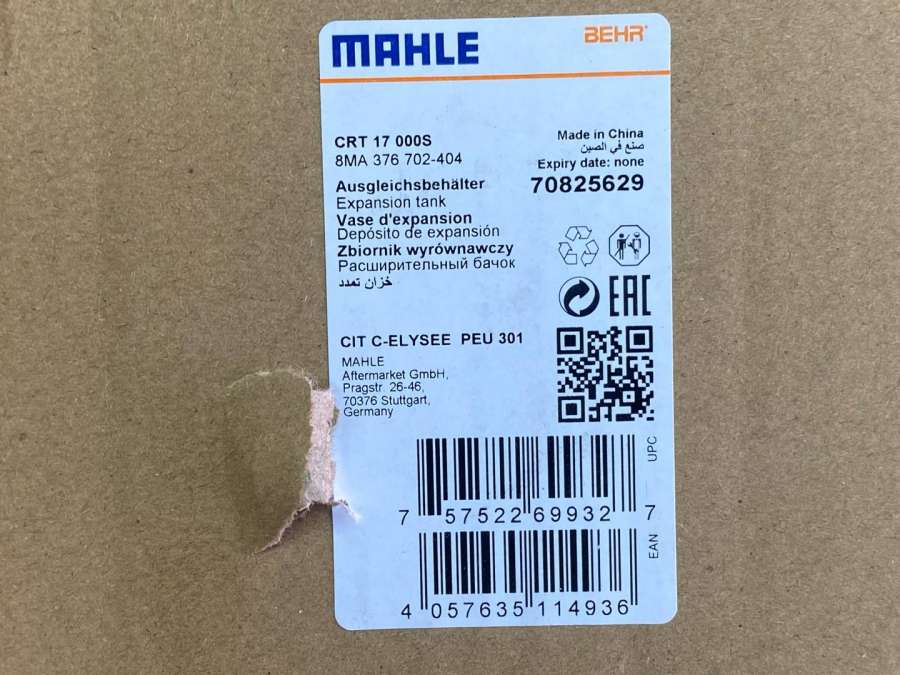 MAHLE
BEHR
CRT 17 000S
8MA 376 702-404
Made in China
صنع في الصين
Expiry date: none
70825629
Ausgleichsbehälter
Expansion tank
Vase d'expansion
Depósito de expansión
Zbiornik wyrównawczy
Расширительный бачок
خزان تمدد
EAC
CIT C-ELYSEE PEU 301
MAHLE
Aftermarket GmbH,
Pragstr. 26-46,
70376 Stuttgart,
Germany
UPC
7 57522 69932 7
EAN
4 057635 114936